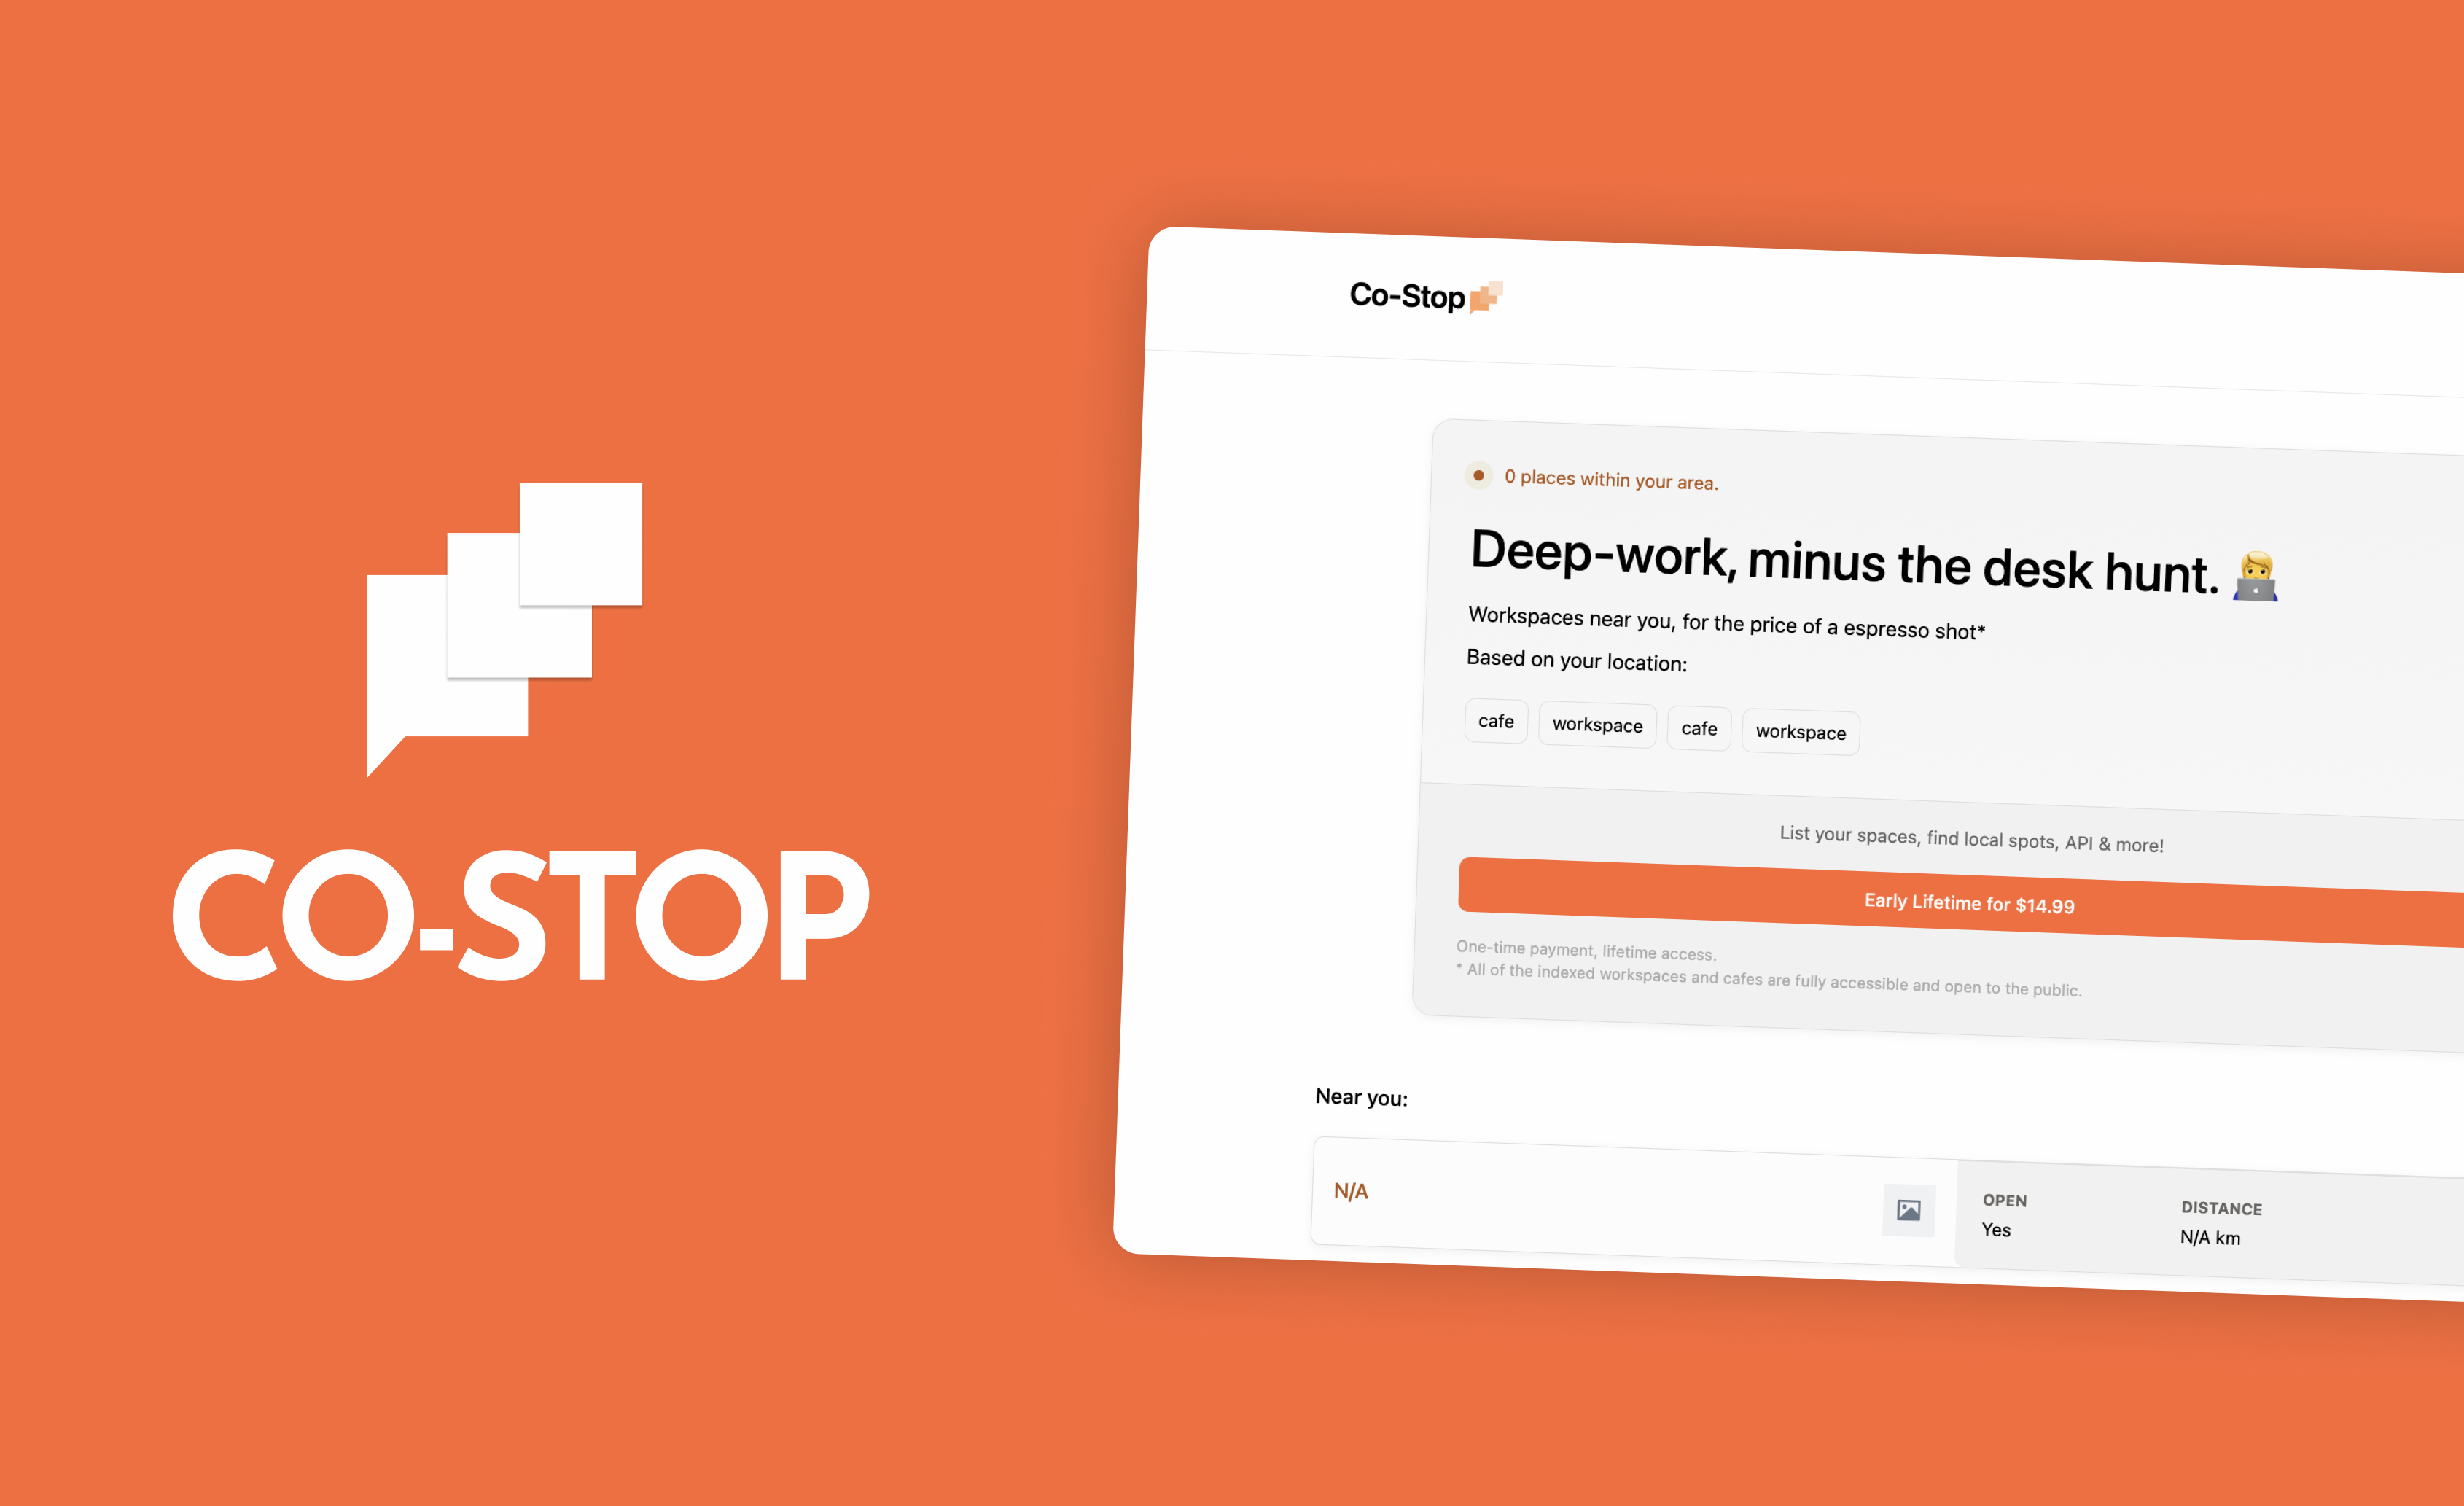 CO-STOP
Co-Stop
0 places within your area.
Deep-work, minus the desk hunt. 👨‍💻
Workspaces near you, for the price of a espresso shot*
Based on your location:
cafe workspace cafe workspace
List your spaces, find local spots, API & more!
Early Lifetime for $14.99
One-time payment, lifetime access.
* All of the indexed workspaces and cafes are fully accessible and open to the public.
Near you:
N/A
OPEN DISTANCE
Yes N/A km